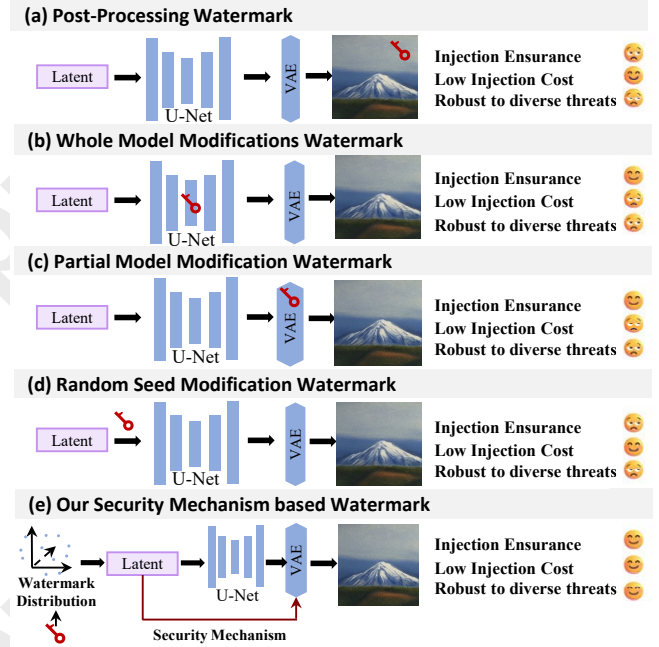 (a) Post-Processing Watermark
Latent
U-Net
VAE
Injection Ensurance
Low Injection Cost
Robust to diverse threats
(b) Whole Model Modifications Watermark
Latent
U-Net
VAE
Injection Ensurance
Low Injection Cost
Robust to diverse threats
(c) Partial Model Modification Watermark
Latent
U-Net
VAE
Injection Ensurance
Low Injection Cost
Robust to diverse threats
(d) Random Seed Modification Watermark
Latent
U-Net
VAE
Injection Ensurance
Low Injection Cost
Robust to diverse threats
(e) Our Security Mechanism based Watermark
Watermark
Distribution
Latent
U-Net
VAE
Security Mechanism
Injection Ensurance
Low Injection Cost
Robust to diverse threats